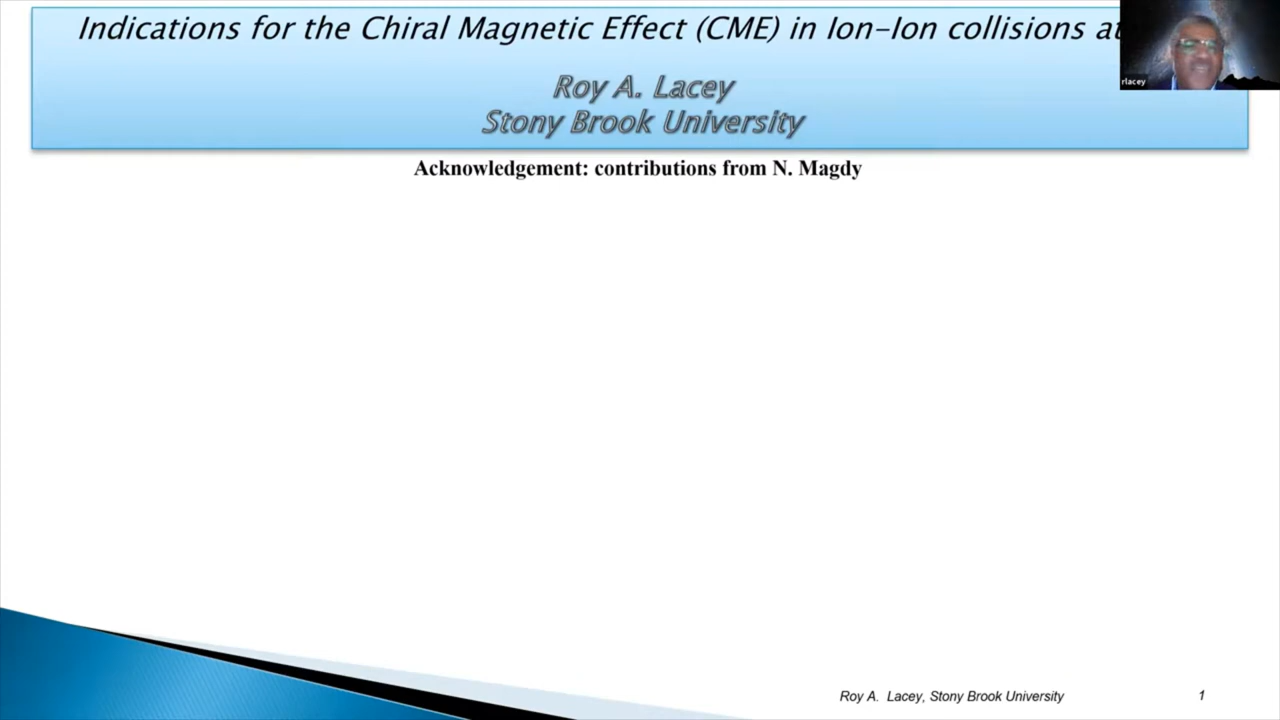 Indications for the Chiral Magnetic Effect (CME) in Ion-Ion collisions at
rlacey
Roy A. Lacey
Stony Brook University
Acknowledgement: contributions from N. Magdy
Roy A. Lacey, Stony Brook University 1